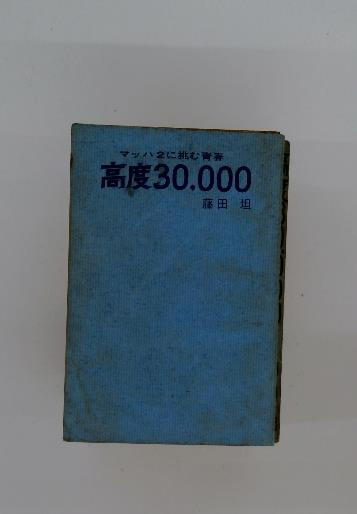 マッハ2に挑む青春
高度30.000
藤田 坦